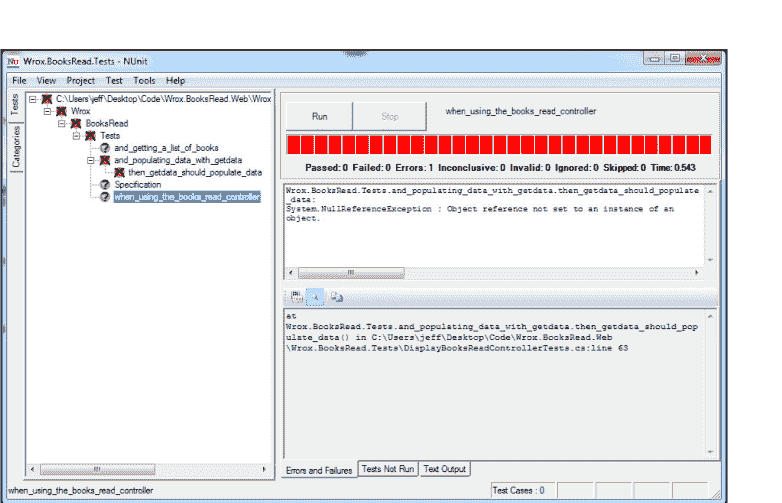 Wrox.BooksRead.Tests - NUnit
File View Project Test Tools Help
Tests
Categories
C:\Users\jeff\Desktop\Code\Wrox.BooksRead.Web\Wrox
Wrox
BooksRead
Tests
and_getting_a_list_of_books
and_populating_data_with_getdata
then_getdata_should_populate_data
Specification
when_using_the_books_read_controller
Run Stop when_using_the_books_read_controller
Passed: 0 Failed: 0 Errors: 1 Inconclusive: 0 Invalid: 0 Ignored: 0 Skipped: 0 Time: 0.543
Wrox.BooksRead.Tests.and_populating_data_with_getdata.then_getdata_should_populate
_data:
System.NullReferenceException : Object reference not set to an instance of an
object.
at
Wrox.BooksRead.Tests.and_populating_data_with_getdata.then_getdata_should_pop
ulate_data() in C:\Users\jeff\Desktop\Code\Wrox.BooksRead.Web
\Wrox.BooksRead.Tests\DisplayBooksReadControllerTests.cs:line 63
Errors and Failures Tests Not Run Text Output
when_using_the_books_read_controller Test Cases : 0